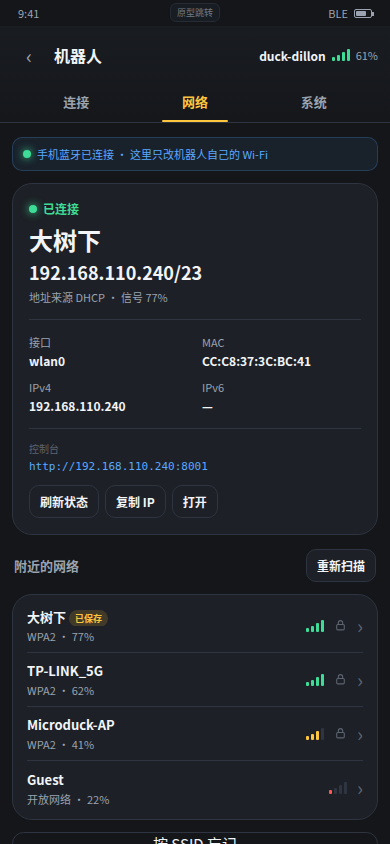 9:41
原型跳转
BLE
‹ 机器人
duck-dillon 61%
连接 网络 系统
手机蓝牙已连接 · 这里只改机器人自己的 Wi-Fi
已连接
大树下
192.168.110.240/23
地址来源 DHCP · 信号 77%
接口 MAC
wlan0 CC:C8:37:3C:BC:41
IPv4 IPv6
192.168.110.240 —
控制台
http://192.168.110.240:8001
刷新状态 复制 IP 打开
附近的网络 重新扫描
大树下 已保存
WPA2 · 77%
TP-LINK_5G
WPA2 · 62%
Microduck-AP
WPA2 · 41%
Guest
开放网络 · 22%
按 SSID 忘记